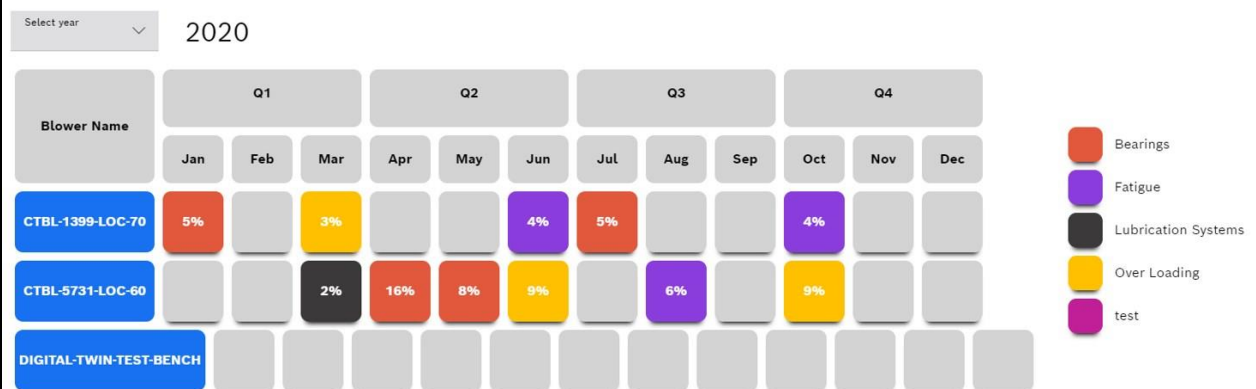 Select year
2020
Blower Name
Q1 Q2 Q3 Q4
Jan Feb Mar Apr May Jun Jul Aug Sep Oct Nov Dec
CTBL-1399-LOC-70 5% 3% 4% 5% 4%
CTBL-5731-LOC-60 2% 16% 8% 9% 6% 9%
DIGITAL-TWIN-TEST-BENCH
Bearings
Fatigue
Lubrication Systems
Over Loading
test